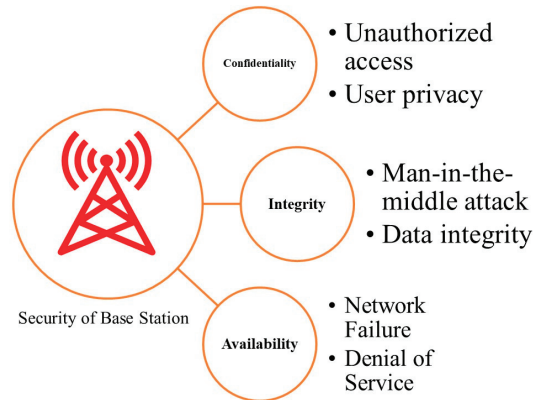 Confidentiality
• Unauthorized
access
• User privacy
Integrity
• Man-in-the-
middle attack
• Data integrity
Security of Base Station
Availability
• Network
Failure
• Denial of
Service